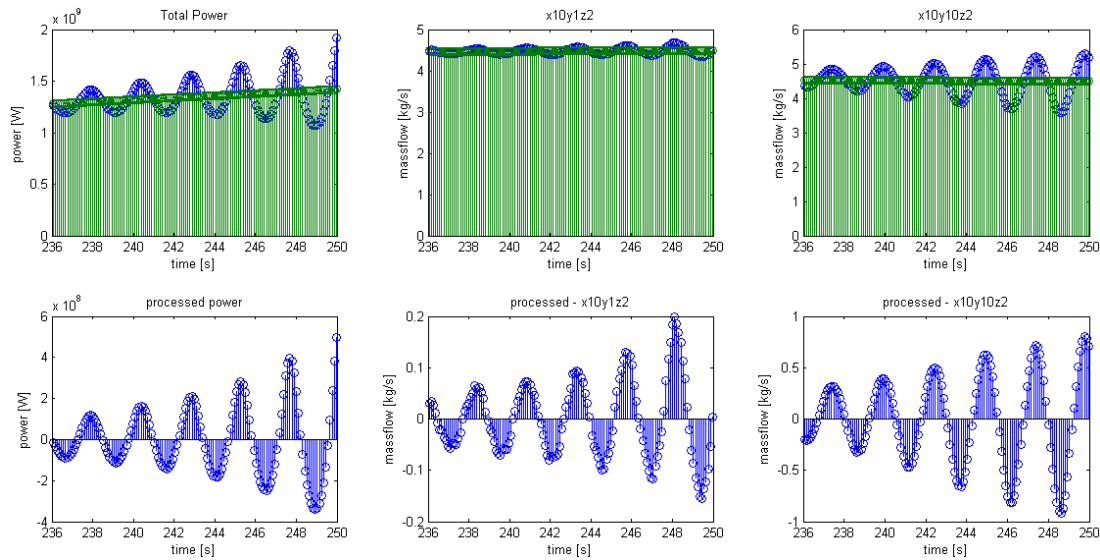 Total Power
x 10^9
2
1.5
1
0.5
0
power [W]
236 238 240 242 244 246 248 250
time [s]
x10y1z2
5
4
3
2
1
0
massflow [kg/s]
236 238 240 242 244 246 248 250
time [s]
x10y10z2
6
5
4
3
2
1
0
massflow [kg/s]
236 238 240 242 244 246 248 250
time [s]
processed power
x 10^8
6
4
2
0
-2
-4
power [W]
236 238 240 242 244 246 248 250
time [s]
processed - x10y1z2
0.2
0.1
0
-0.1
-0.2
massflow [kg/s]
236 238 240 242 244 246 248 250
time [s]
processed - x10y10z2
1
0.5
0
-0.5
-1
massflow [kg/s]
236 238 240 242 244 246 248 250
time [s]